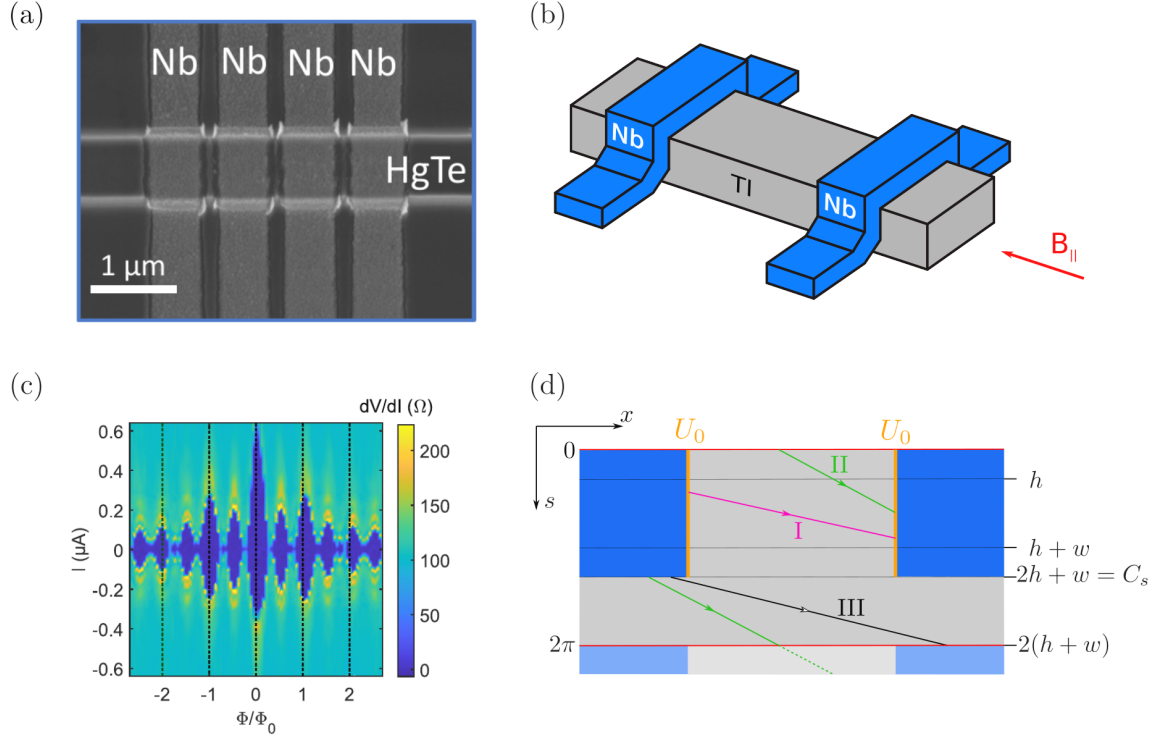 (a)
Nb Nb Nb Nb
HgTe
1 µm
(b)
Nb
TI
Nb
B||
(c)
dV/dI (Ω)
0.6
0.4
0.2
0
-0.2
-0.4
-0.6
I (µA)
-2 -1 0 1 2
Φ/Φ0
200
150
100
50
0
(d)
x
s
U0 U0
0
2π
II
I
III
h
h + w
2h + w = Cs
2(h + w)